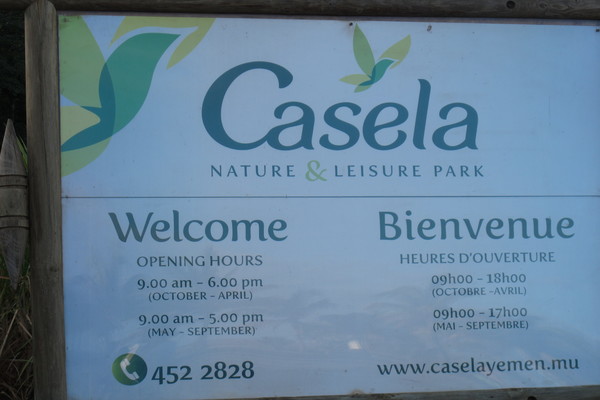 Casela
NATURE & LEISURE PARK
Welcome
OPENING HOURS
9.00 am - 6.00 pm
(OCTOBER - APRIL)
9.00 am - 5.00 pm
(MAY - SEPTEMBER)
452 2828
Bienvenue
HEURES D'OUVERTURE
09h00 - 18h00
(OCTOBRE -AVRIL)
09h00 - 17h00
(MAI - SEPTEMBRE)
www.caselayemen.mu